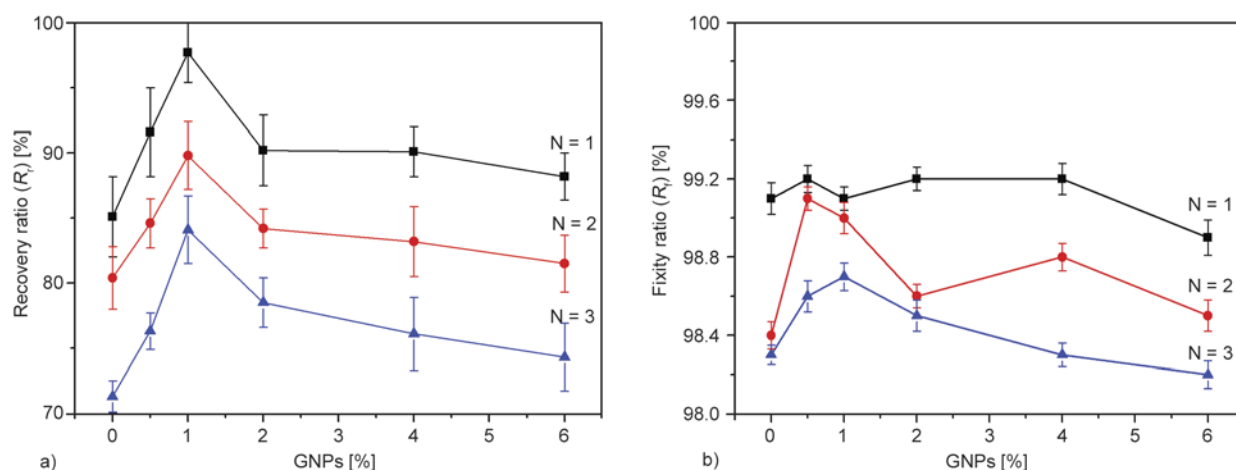 100
90
80
70
Recovery ratio (Rr) [%]
N = 1
N = 2
N = 3
0 1 2 3 4 5 6
GNPs [%]
a)
100
99.6
99.2
98.8
98.4
98.0
Fixity ratio (Rf) [%]
N = 1
N = 2
N = 3
0 1 2 3 4 5 6
GNPs [%]
b)